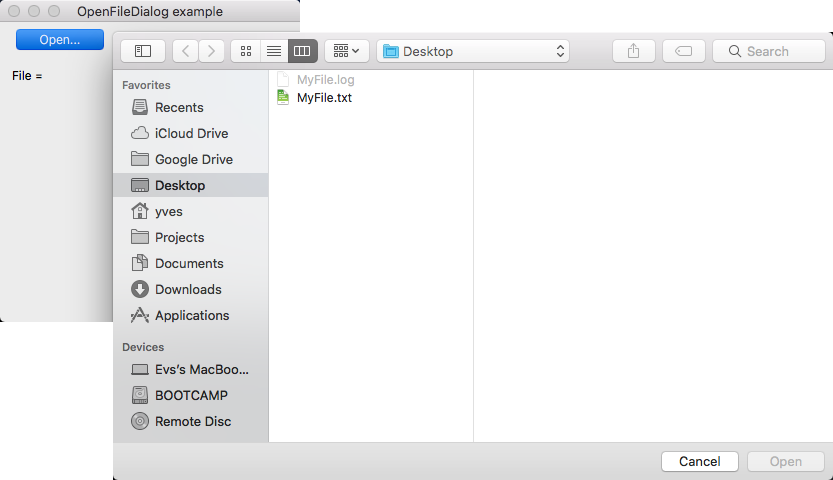 OpenFileDialog example
Open...
File =
Desktop
Search
Favorites
Recents
iCloud Drive
Google Drive
Desktop
yves
Projects
Documents
Downloads
Applications
Devices
Evs's MacBoo...
BOOTCAMP
Remote Disc
MyFile.log
MyFile.txt
Cancel
Open